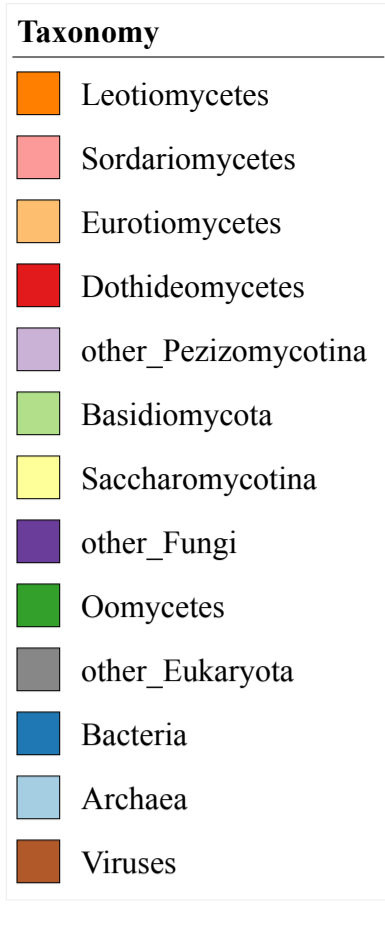 Taxonomy
Leotiomycetes
Sordariomycetes
Eurotiomycetes
Dothideomycetes
other_Pezizomycotina
Basidiomycota
Saccharomycotina
other_Fungi
Oomycetes
other_Eukaryota
Bacteria
Archaea
Viruses